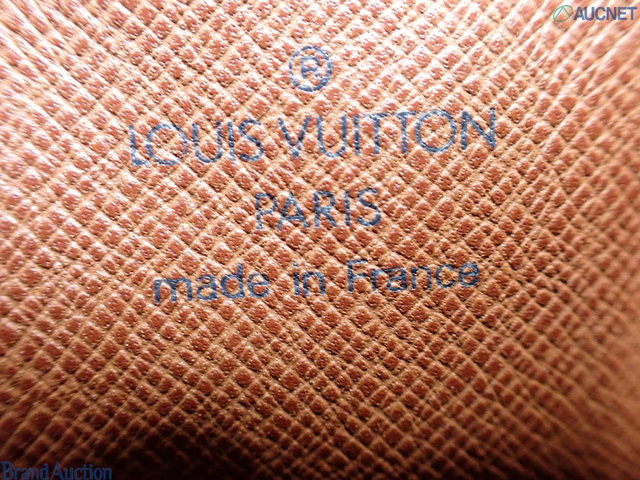 AUCNET
®
LOUIS VUITTON
PARIS
made in France
Brand Auction